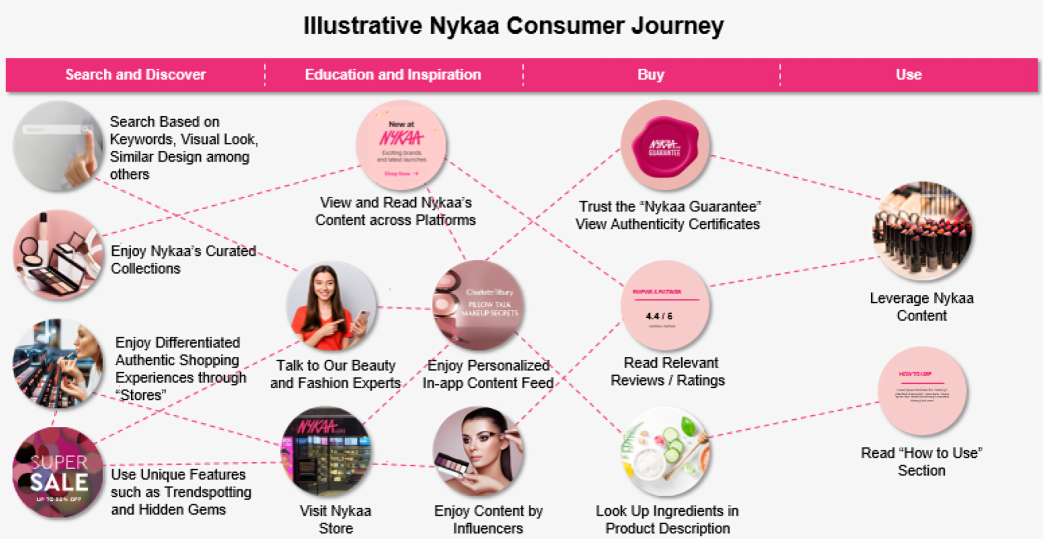 Illustrative Nykaa Consumer Journey
Search and Discover
Education and Inspiration
Buy
Use
Search Based on
Keywords, Visual Look,
Similar Design among
others
Enjoy Nykaa's Curated
Collections
Enjoy Differentiated
Authentic Shopping
Experiences through
“Stores”
SUPER
SALE
UP TO 50% OFF
Use Unique Features
such as Trendspotting
and Hidden Gems
New at
NYKAA
Exciting brands
and latest launches
Shop Now →
View and Read Nykaa's
Content across Platforms
Talk to Our Beauty
and Fashion Experts
Charlotte Tilbury
PILLOW TALK
MAKEUP SECRETS
Enjoy Personalized
In-app Content Feed
NYKAA
Visit Nykaa
Store
Enjoy Content by
Influencers
NYKAA
GUARANTEE
Trust the “Nykaa Guarantee”
View Authenticity Certificates
4.4 / 5
Read Relevant
Reviews / Ratings
Look Up Ingredients in
Product Description
Leverage Nykaa
Content
HOW TO USE
Read “How to Use”
Section